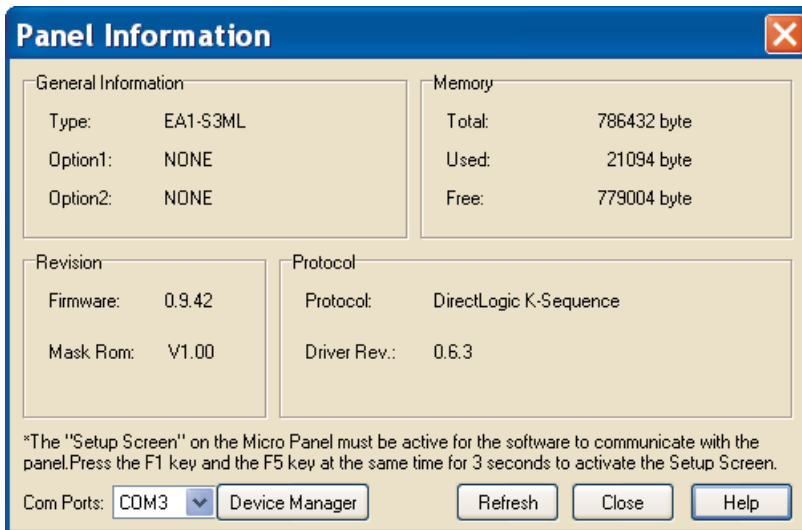 Panel Information
General Information
Type: EA1-S3ML
Option1: NONE
Option2: NONE
Memory
Total: 786432 byte
Used: 21094 byte
Free: 779004 byte
Revision
Firmware: 0.9.42
Mask Rom: V1.00
Protocol
Protocol: DirectLogic K-Sequence
Driver Rev.: 0.6.3
*The "Setup Screen" on the Micro Panel must be active for the software to communicate with the
panel.Press the F1 key and the F5 key at the same time for 3 seconds to activate the Setup Screen.
Com Ports: COM3 Device Manager Refresh Close Help